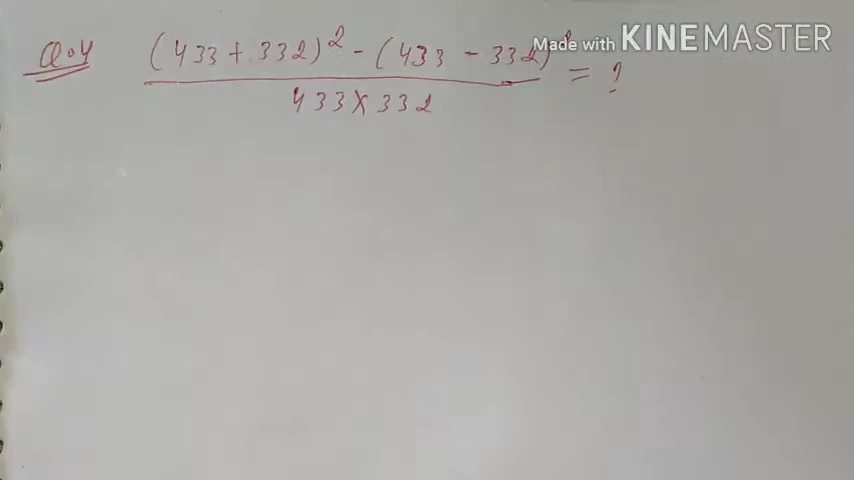 Q.4 (433 + 332)² - (433 - 332)² = ?
433 X 332
Made with KINEMASTER